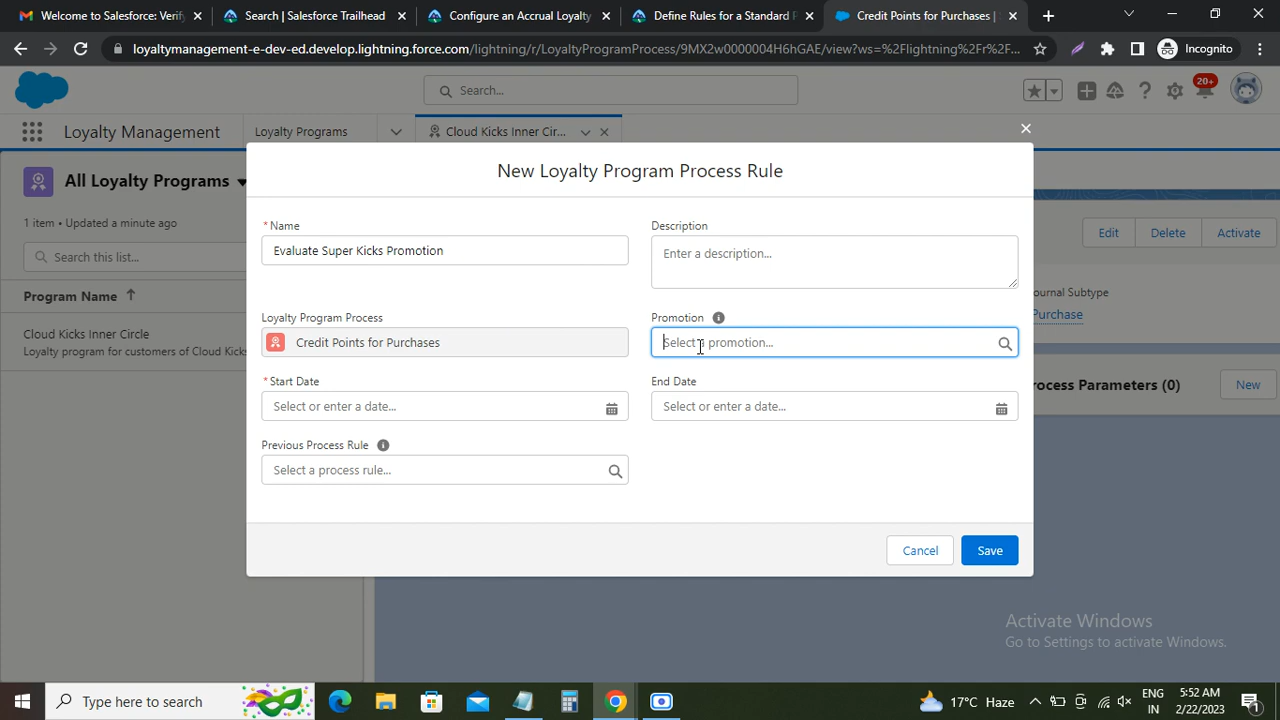 Welcome to Salesforce: Verify
Search | Salesforce Trailhead
Configure an Accrual Loyalty
Define Rules for a Standard P
Credit Points for Purchases |
loyaltymanagement-e-dev-ed.develop.lightning.force.com/lightning/r/LoyaltyProgramProcess/9MX2w0000004H6hGAE/view?ws=%2Flightning%2Fr%2F...
Incognito
Search...
20+
Loyalty Management
Loyalty Programs
Cloud Kicks Inner Cir...
All Loyalty Programs
1 item • Updated a minute ago
Search this list...
Program Name
Cloud Kicks Inner Circle
Loyalty program for customers of Cloud Kicks
Edit
Delete
Activate
ournal Subtype
Purchase
rocess Parameters (0)
New
New Loyalty Program Process Rule
* Name
Evaluate Super Kicks Promotion
Description
Enter a description...
Loyalty Program Process
Credit Points for Purchases
Promotion
Select a promotion...
* Start Date
Select or enter a date...
End Date
Select or enter a date...
Previous Process Rule
Select a process rule...
Cancel
Save
Activate Windows
Go to Settings to activate Windows.
Type here to search
17°C Haze
ENG
IN
5:52 AM
2/22/2023
1